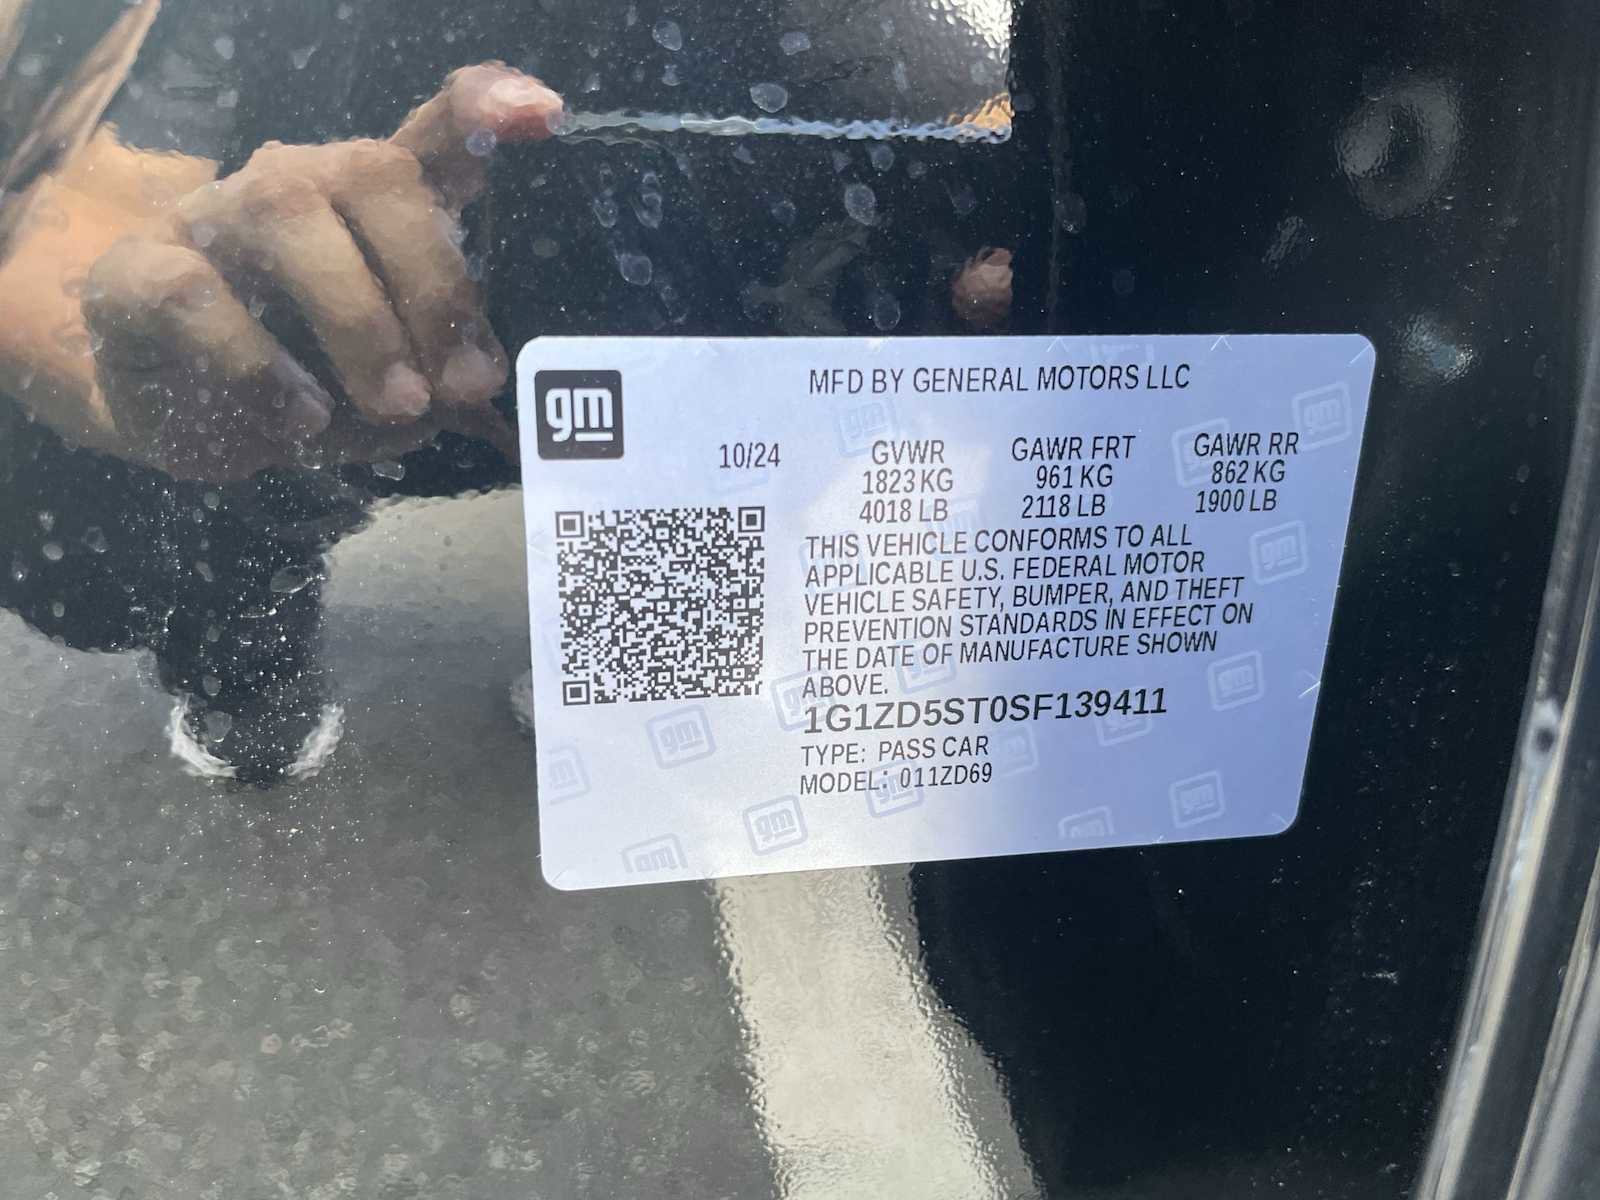 gm
MFD BY GENERAL MOTORS LLC
10/24 GVWR GAWR FRT GAWR RR
1823 KG 961 KG 862 KG
4018 LB 2118 LB 1900 LB
THIS VEHICLE CONFORMS TO ALL
APPLICABLE U.S. FEDERAL MOTOR
VEHICLE SAFETY, BUMPER, AND THEFT
PREVENTION STANDARDS IN EFFECT ON
THE DATE OF MANUFACTURE SHOWN
ABOVE.
1G1ZD5ST0SF139411
TYPE: PASS CAR
MODEL: 011ZD69